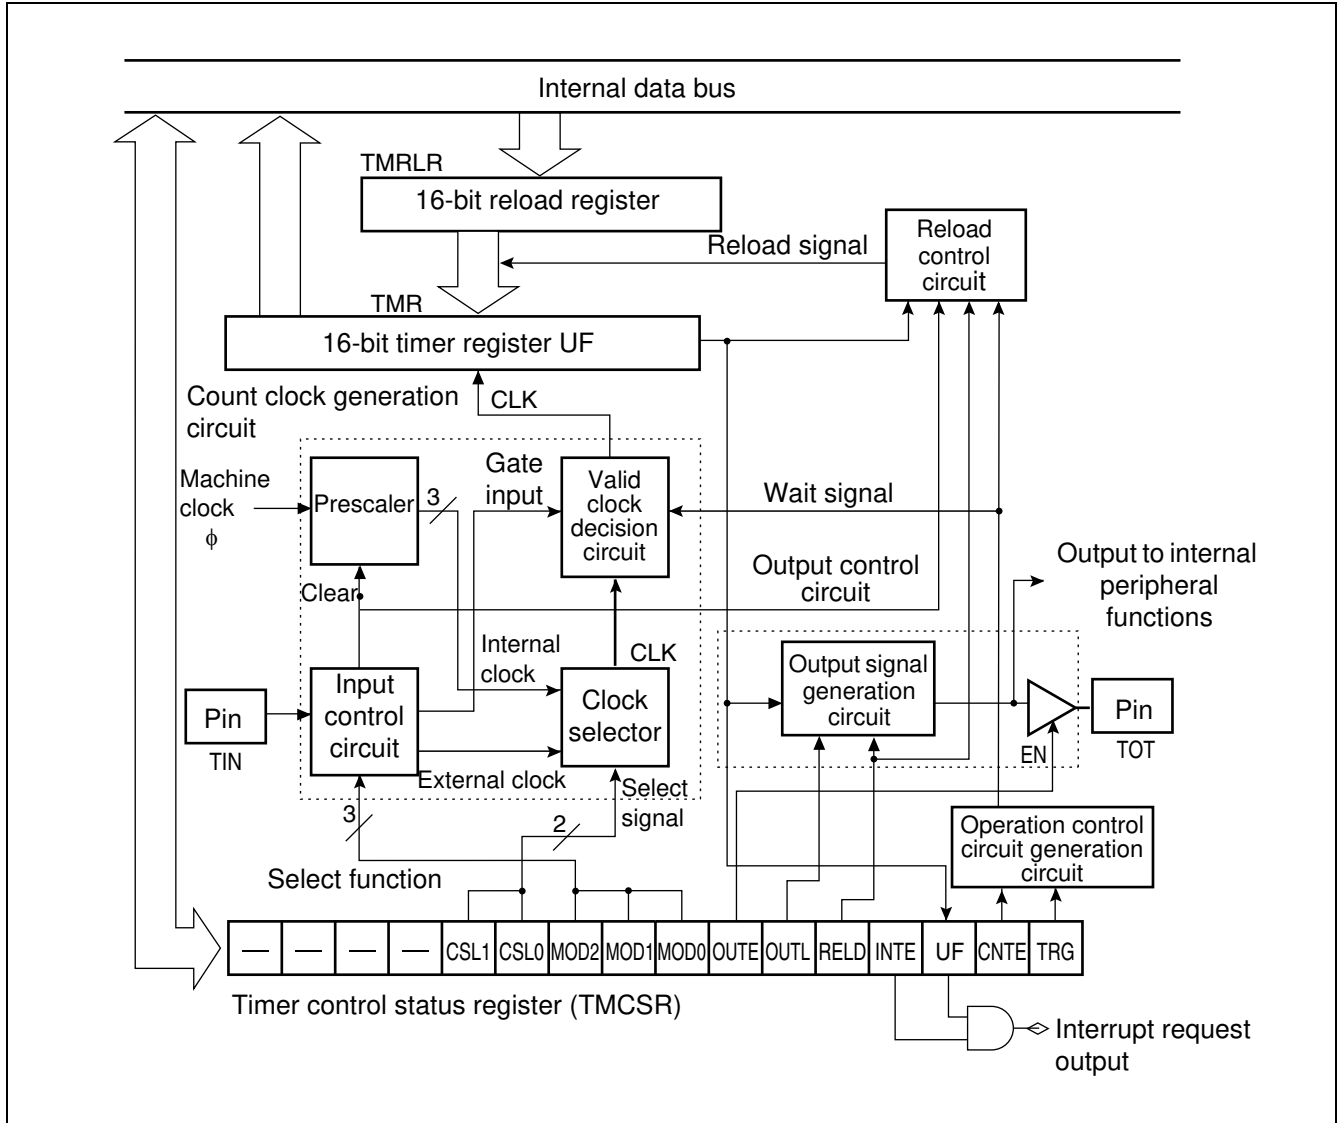 Internal data bus
TMRLR
16-bit reload register
Reload signal
Reload
control
circuit
TMR
16-bit timer register UF
Count clock generation
circuit
CLK
Machine
clock
ϕ
Prescaler
3
Gate
input
Valid
clock
decision
circuit
Wait signal
Clear
Output control
circuit
Output to internal
peripheral
functions
Internal
clock
CLK
Pin
TIN
Input
control
circuit
Clock
selector
External clock
Output signal
generation
circuit
EN
Pin
TOT
3
2
Select
signal
Select function
Operation control
circuit generation
circuit
— — — — CSL1 CSL0 MOD2 MOD1 MOD0 OUTE OUTL RELD INTE UF CNTE TRG
Timer control status register (TMCSR)
Interrupt request
output